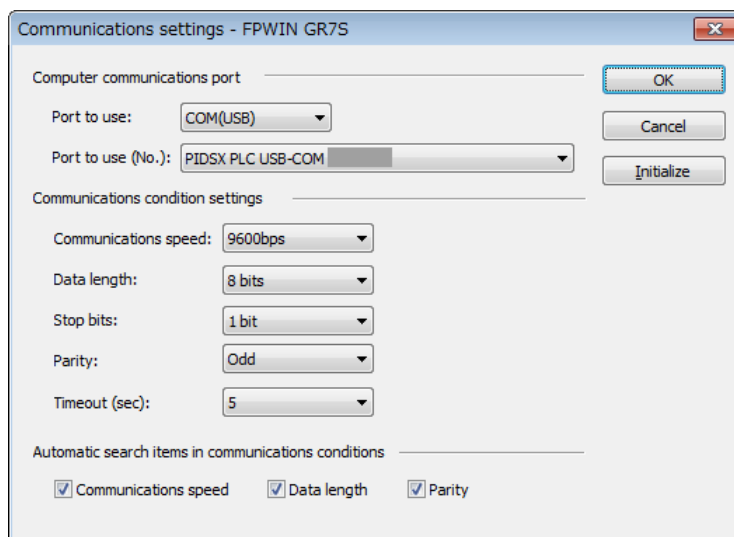 Communications settings - FPWIN GR7S
Computer communications port
OK
Port to use: COM(USB)
Cancel
Port to use (No.): PIDSX PLC USB-COM
Initialize
Communications condition settings
Communications speed: 9600bps
Data length: 8 bits
Stop bits: 1 bit
Parity: Odd
Timeout (sec): 5
Automatic search items in communications conditions
Communications speed Data length Parity